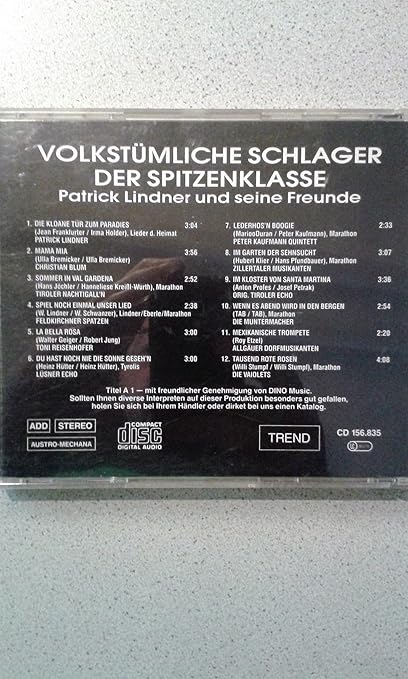 VOLKSTÜMLICHE SCHLAGER
DER SPITZENKLASSE
Patrick Lindner und seine Freunde
1. DIE KLOANE TÜR ZUM PARADIES 3:04
(Jean Frankfurter / Irma Holder), Lieder d. Heimat
PATRICK LINDNER
2. MAMA MIA 3:56
(Ulla Bremicker / Ulla Bremicker)
CHRISTIAN BLUM
3. SOMMER IN VAL GARDENA 2:52
(Hans Jöchler / Hanneliese Kreißl-Wurth), Marathon
TIROLER NACHTIGALL'N
4. SPIEL NOCH EINMAL UNSER LIED 2:38
(W. Lindner / W. Schwanzer), Lindner/Eberle/Marathon
FELDKIRCHNER SPATZEN
5. LA BELLA ROSA 3:00
(Walter Geiger / Robert Jung)
TONI REISENHOFER
6. DU HAST NOCH NIE DIE SONNE GESEH'N 3:00
(Heinz Hütter / Heinz Hütter), Tyrolis
LÜSNER ECHO
7. LEDERHOS'N BOOGIE 2:33
(MariooDuran / Peter Kaufmann), Marathon
PETER KAUFMANN QUINTETT
8. IM GARTEN DER SEHNSUCHT 3:07
(Hubert Klier / Hans Pfundbauer), Marathon
ZILLERTALER MUSIKANTEN
9. IM KLOSTER VON SANTA MARTINA 3:36
(Anton Proles / Josef Petrak)
ORIG. TIROLER ECHO
10. WENN ES ABEND WIRD IN DEN BERGEN 2:54
(TAB / TAB), Marathon
DIE MUNTERMACHER
11. MEXIKANISCHE TROMPETE 2:20
(Roy Etzel)
ALLGÄUER DORFMUSIKANTEN
12. TAUSEND ROTE ROSEN 4:08
(Willi Stumpf / Willi Stumpf), Marathon
DIE VAIOLETS
Titel A 1 — mit freundlicher Genehmigung von DINO Music.
Sollten Ihnen diverse Interpreten auf dieser Produktion besonders gut gefallen,
holen Sie sich bei Ihrem Händler oder direkt bei uns einen Katalog.
ADD STEREO
AUSTRO-MECHANA
COMPACT
disc
DIGITAL AUDIO
TREND
CD 156.835